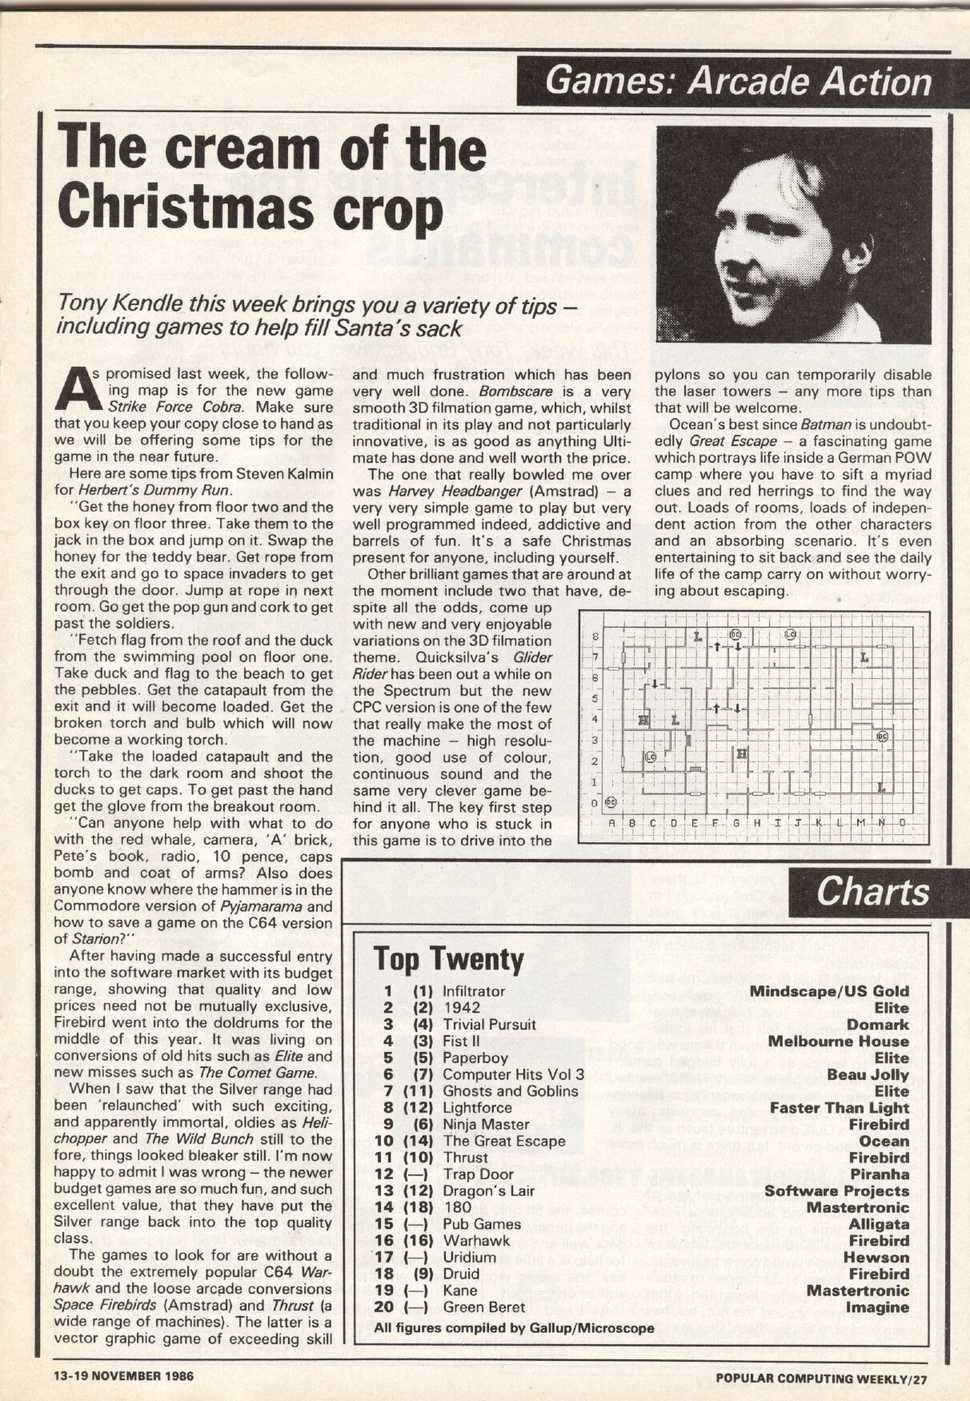 Games: Arcade Action
The cream of the
Christmas crop
Tony Kendle this week brings you a variety of tips –
including games to help fill Santa's sack
As promised last week, the follow-
ing map is for the new game
Strike Force Cobra. Make sure
that you keep your copy close to hand as
we will be offering some tips for the
game in the near future.
Here are some tips from Steven Kalmin
for Herbert's Dummy Run.
"Get the honey from floor two and the
box key on floor three. Take them to the
jack in the box and jump on it. Swap the
honey for the teddy bear. Get rope from
the exit and go to space invaders to get
through the door. Jump at rope in next
room. Go get the pop gun and cork to get
past the soldiers.
"Fetch flag from the roof and the duck
from the swimming pool on floor one.
Take duck and flag to the beach to get
the pebbles. Get the catapault from the
exit and it will become loaded. Get the
broken torch and bulb which will now
become a working torch.
"Take the loaded catapault and the
torch to the dark room and shoot the
ducks to get caps. To get past the hand
get the glove from the breakout room.
"Can anyone help with what to do
with the red whale, camera, 'A' brick,
Pete's book, radio, 10 pence, caps
bomb and coat of arms? Also does
anyone know where the hammer is in the
Commodore version of Pyjamarama and
how to save a game on the C64 version
of Starion?"
After having made a successful entry
into the software market with its budget
range, showing that quality and low
prices need not be mutually exclusive,
Firebird went into the doldrums for the
middle of this year. It was living on
conversions of old hits such as Elite and
new misses such as The Comet Game.
When I saw that the Silver range had
been 'relaunched' with such exciting,
and apparently immortal, oldies as Heli-
chopper and The Wild Bunch still to the
fore, things looked bleaker still. I'm now
happy to admit I was wrong – the newer
budget games are so much fun, and such
excellent value, that they have put the
Silver range back into the top quality
class.
The games to look for are without a
doubt the extremely popular C64 War-
hawk and the loose arcade conversions
Space Firebirds (Amstrad) and Thrust (a
wide range of machines). The latter is a
vector graphic game of exceeding skill
and much frustration which has been
very well done. Bombscare is a very
smooth 3D filmation game, which, whilst
traditional in its play and not particularly
innovative, is as good as anything Ulti-
mate has done and well worth the price.
The one that really bowled me over
was Harvey Headbanger (Amstrad) – a
very very simple game to play but very
well programmed indeed, addictive and
barrels of fun. It's a safe Christmas
present for anyone, including yourself.
Other brilliant games that are around at
the moment include two that have, de-
spite all the odds, come up
with new and very enjoyable
variations on the 3D filmation
theme. Quicksilva's Glider
Rider has been out a while on
the Spectrum but the new
CPC version is one of the few
that really make the most of
the machine – high resolu-
tion, good use of colour,
continuous sound and the
same very clever game be-
hind it all. The key first step
for anyone who is stuck in
this game is to drive into the
pylons so you can temporarily disable
the laser towers – any more tips than
that will be welcome.
Ocean's best since Batman is undoubt-
edly Great Escape – a fascinating game
which portrays life inside a German POW
camp where you have to sift a myriad
clues and red herrings to find the way
out. Loads of rooms, loads of indepen-
dent action from the other characters
and an absorbing scenario. It's even
entertaining to sit back and see the daily
life of the camp carry on without worry-
ing about escaping.
8
7
6
5
4
3
2
1
0
A B C D E F G H I J K L M N O
Charts
Top Twenty
1 (1) Infiltrator Mindscape/US Gold
2 (2) 1942 Elite
3 (4) Trivial Pursuit Domark
4 (3) Fist II Melbourne House
5 (5) Paperboy Elite
6 (7) Computer Hits Vol 3 Beau Jolly
7 (11) Ghosts and Goblins Elite
8 (12) Lightforce Faster Than Light
9 (6) Ninja Master Firebird
10 (14) The Great Escape Ocean
11 (10) Thrust Firebird
12 (—) Trap Door Piranha
13 (12) Dragon's Lair Software Projects
14 (18) 180 Mastertronic
15 (—) Pub Games Alligata
16 (16) Warhawk Firebird
17 (—) Uridium Hewson
18 (9) Druid Firebird
19 (—) Kane Mastertronic
20 (—) Green Beret Imagine
All figures compiled by Gallup/Microscope
13-19 NOVEMBER 1986
POPULAR COMPUTING WEEKLY/27